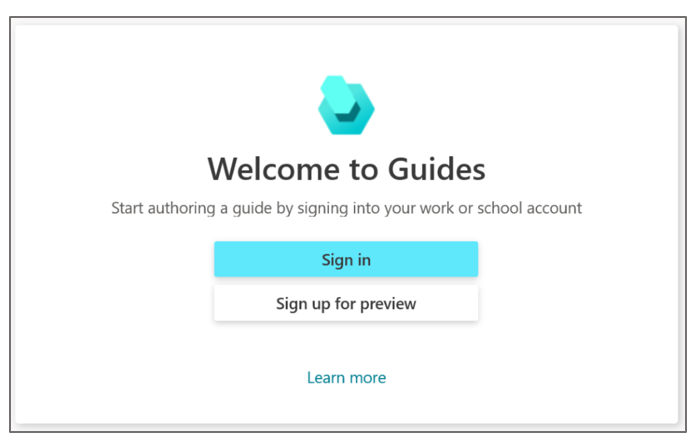 Welcome to Guides
Start authoring a guide by signing into your work or school account
Sign in
Sign up for preview
Learn more